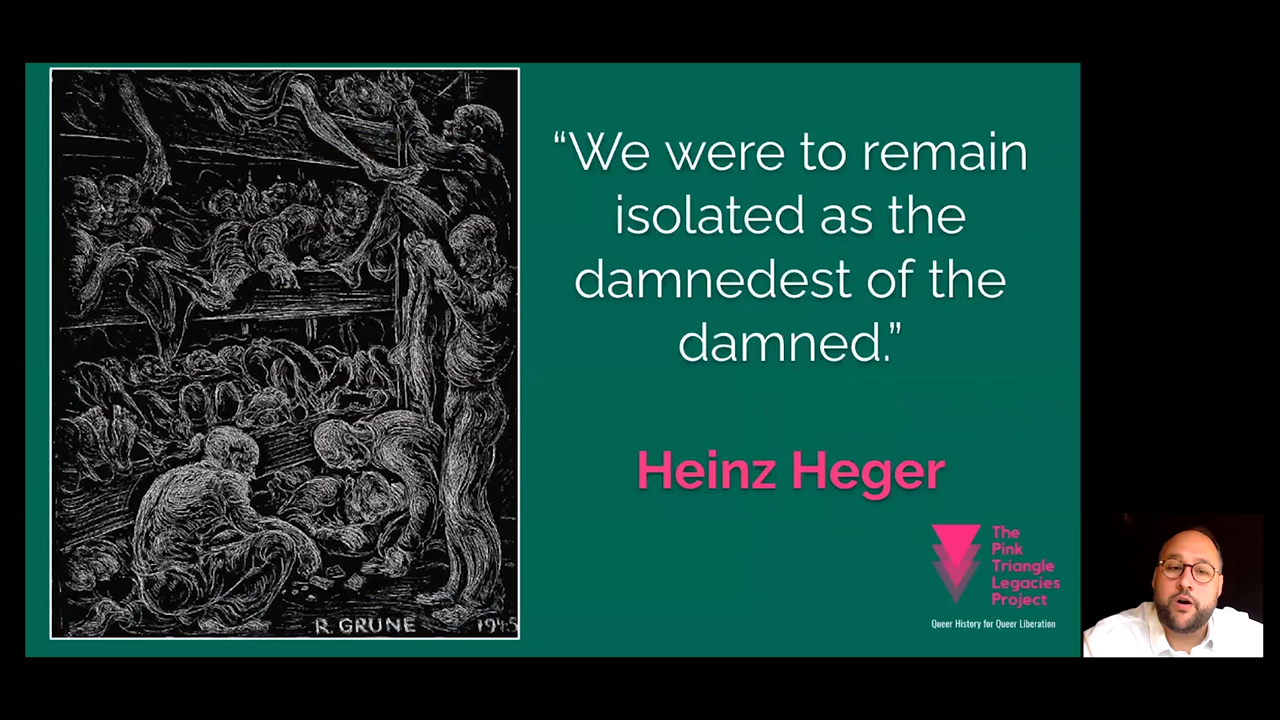 “We were to remain
isolated as the
damnedest of the
damned.”
Heinz Heger
The
Pink
Triangle
Legacies
Project
Queer History for Queer Liberation
R. GRUNE 1945